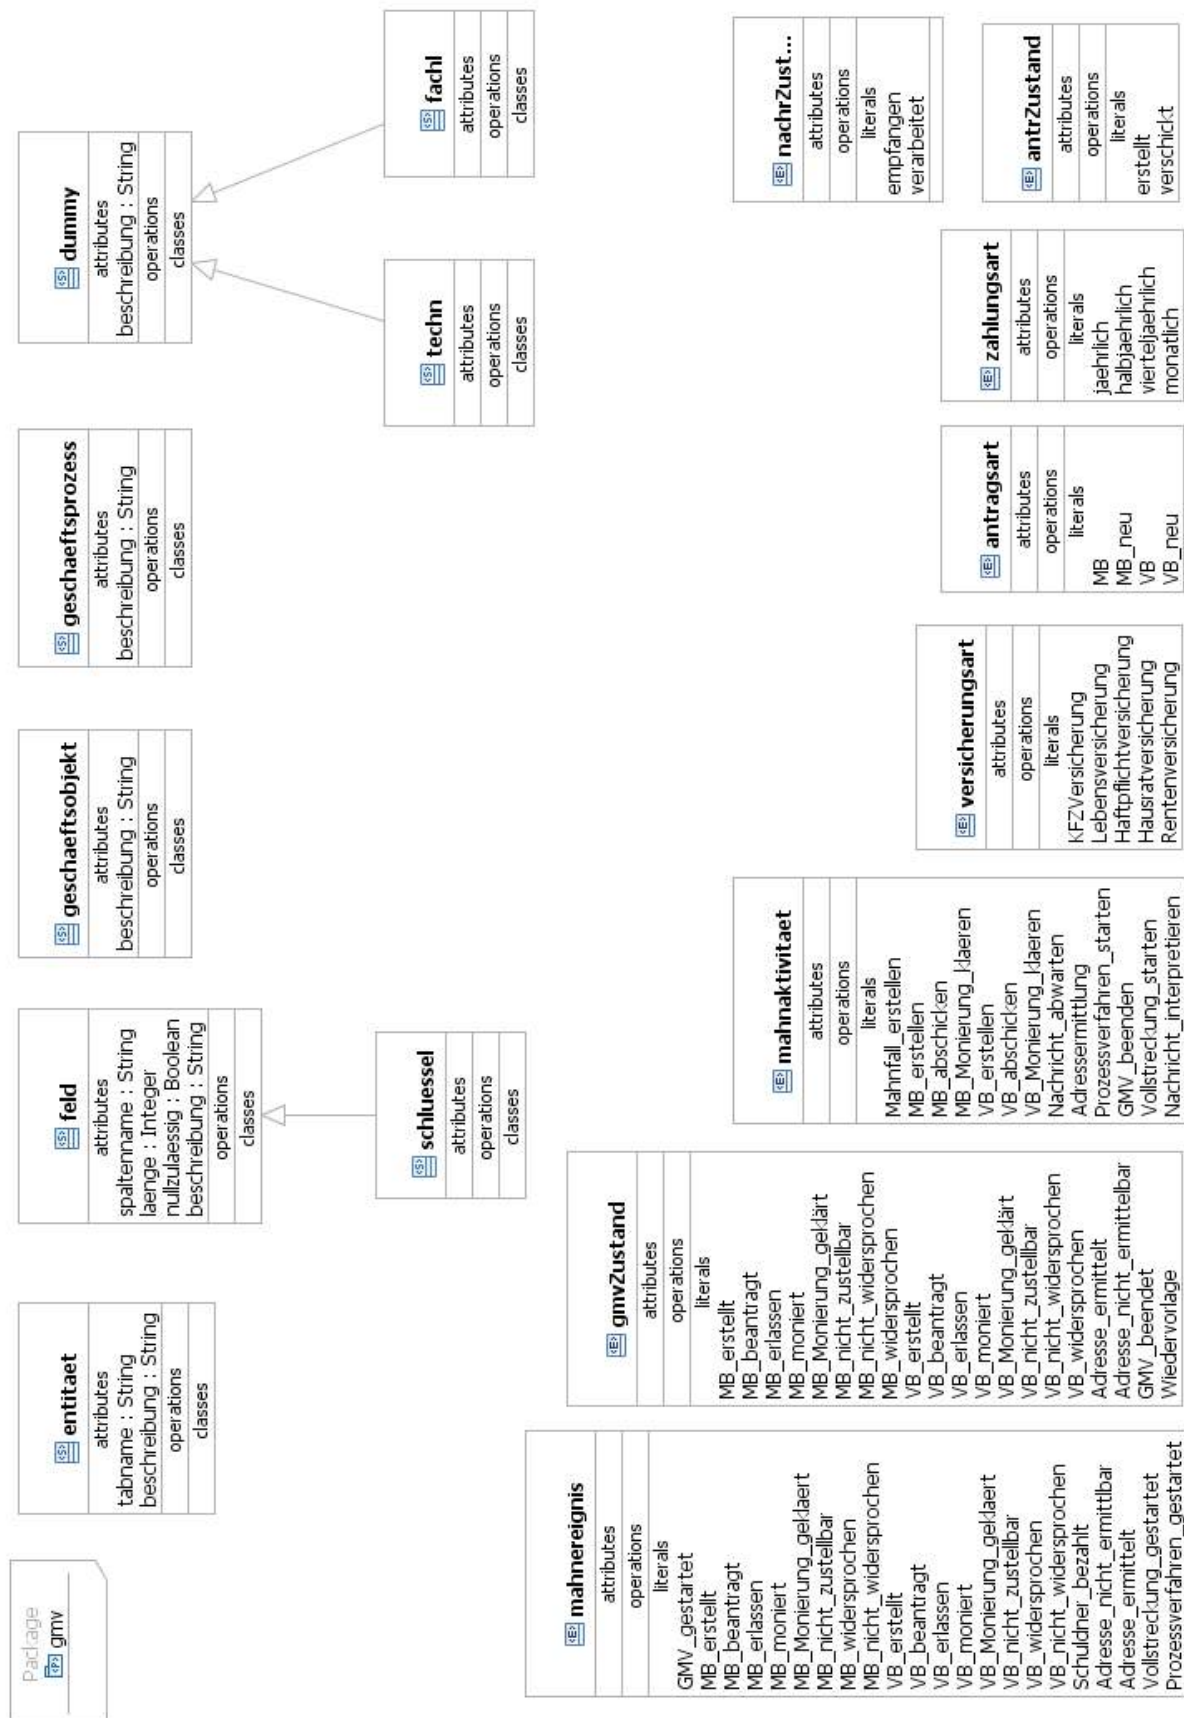 Package
gmv
entitaet
attributes
tabname : String
beschreibung : String
operations
classes
feld
attributes
spaltenname : String
laenge : Integer
nullzulaessig : Boolean
beschreibung : String
operations
classes
geschaeftsobjekt
attributes
beschreibung : String
operations
classes
geschaeftsprozess
attributes
beschreibung : String
operations
classes
dummy
attributes
beschreibung : String
operations
classes
schluessel
attributes
operations
classes
techn
attributes
operations
classes
fachl
attributes
operations
classes
mahnereignis
attributes
operations
literals
GMV_gestartet
MB_erstellt
MB_beantragt
MB_erlassen
MB_moniert
MB_Monierung_geklaert
MB_nicht_zustellbar
MB_widersprochen
MB_nicht_widersprochen
VB_erstellt
VB_beantragt
VB_erlassen
VB_moniert
VB_Monierung_geklaert
VB_nicht_zustellbar
VB_widersprochen
VB_nicht_widersprochen
Schuldner_bezahlt
Adresse_nicht_ermittlbar
Adresse_ermittelt
Vollstreckung_gestartet
Prozessverfahren_gestartet
gmvZustand
attributes
operations
literals
MB_erstellt
MB_beantragt
MB_erlassen
MB_moniert
MB_Monierung_geklärt
MB_nicht_zustellbar
MB_nicht_widersprochen
MB_widersprochen
VB_erstellt
VB_beantragt
VB_erlassen
VB_moniert
VB_Monierung_geklärt
VB_nicht_zustellbar
VB_nicht_widersprochen
VB_widersprochen
Adresse_ermittelt
Adresse_nicht_ermittelbar
GMV_beendet
Wiedervorlage
mahnaktivitaet
attributes
operations
literals
Mahnfall_erstellen
MB_erstellen
MB_abschicken
MB_Monierung_klaeren
VB_erstellen
VB_abschicken
VB_Monierung_klaeren
Nachricht_abwarten
Adressermittlung
Prozessverfahren_starten
GMV_beenden
Vollstreckung_starten
Nachricht_interpretieren
versicherungsart
attributes
operations
literals
KFZVersicherung
Lebensversicherung
Haftpflichtversicherung
Hausratversicherung
Rentenversicherung
antragsart
attributes
operations
literals
MB
MB_neu
VB
VB_neu
zahlungsart
attributes
operations
literals
jaehrlich
halbjaehrlich
vierteljaehrlich
monatlich
nachrZust...
attributes
operations
literals
empfangen
verarbeitet
antrZustand
attributes
operations
literals
erstellt
verschickt